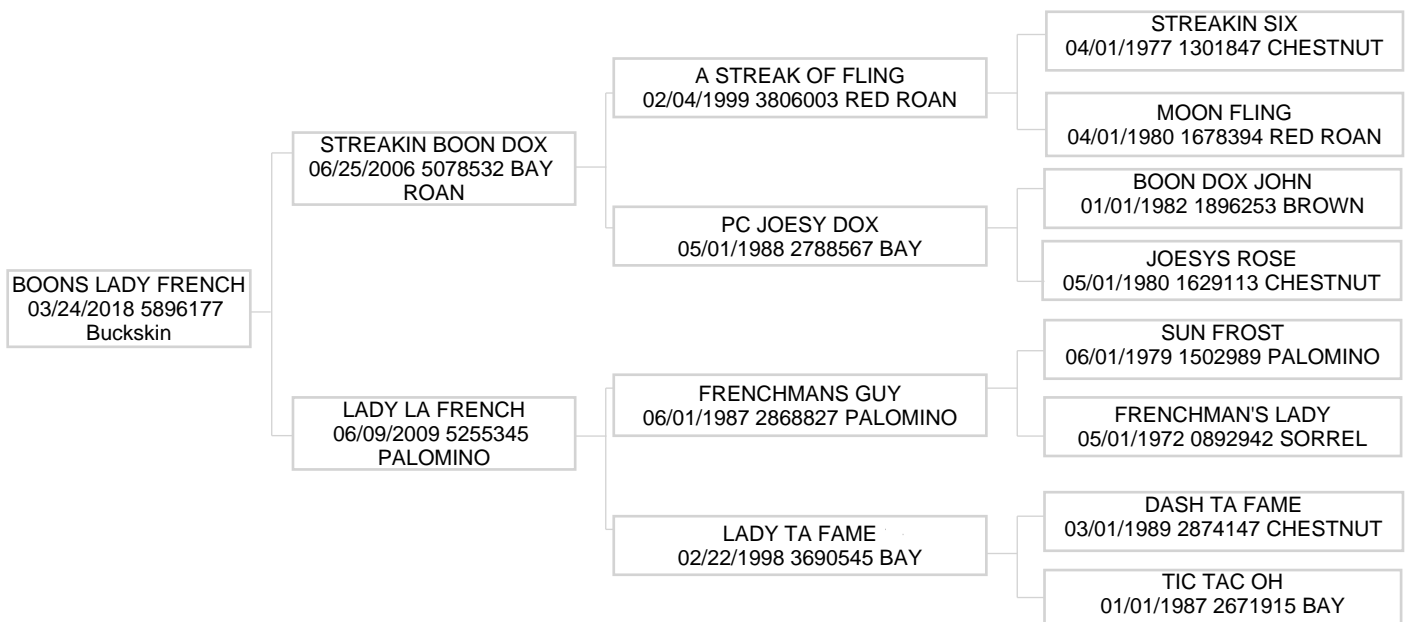 STREAKIN SIX
04/01/1977 1301847 CHESTNUT
A STREAK OF FLING
02/04/1999 3806003 RED ROAN
MOON FLING
04/01/1980 1678394 RED ROAN
STREAKIN BOON DOX
06/25/2006 5078532 BAY
ROAN
BOON DOX JOHN
01/01/1982 1896253 BROWN
PC JOESY DOX
05/01/1988 2788567 BAY
JOESYS ROSE
05/01/1980 1629113 CHESTNUT
BOONS LADY FRENCH
03/24/2018 5896177
Buckskin
SUN FROST
06/01/1979 1502989 PALOMINO
FRENCHMANS GUY
06/01/1987 2868827 PALOMINO
FRENCHMAN'S LADY
05/01/1972 0892942 SORREL
LADY LA FRENCH
06/09/2009 5255345
PALOMINO
DASH TA FAME
03/01/1989 2874147 CHESTNUT
LADY TA FAME
02/22/1998 3690545 BAY
TIC TAC OH
01/01/1987 2671915 BAY